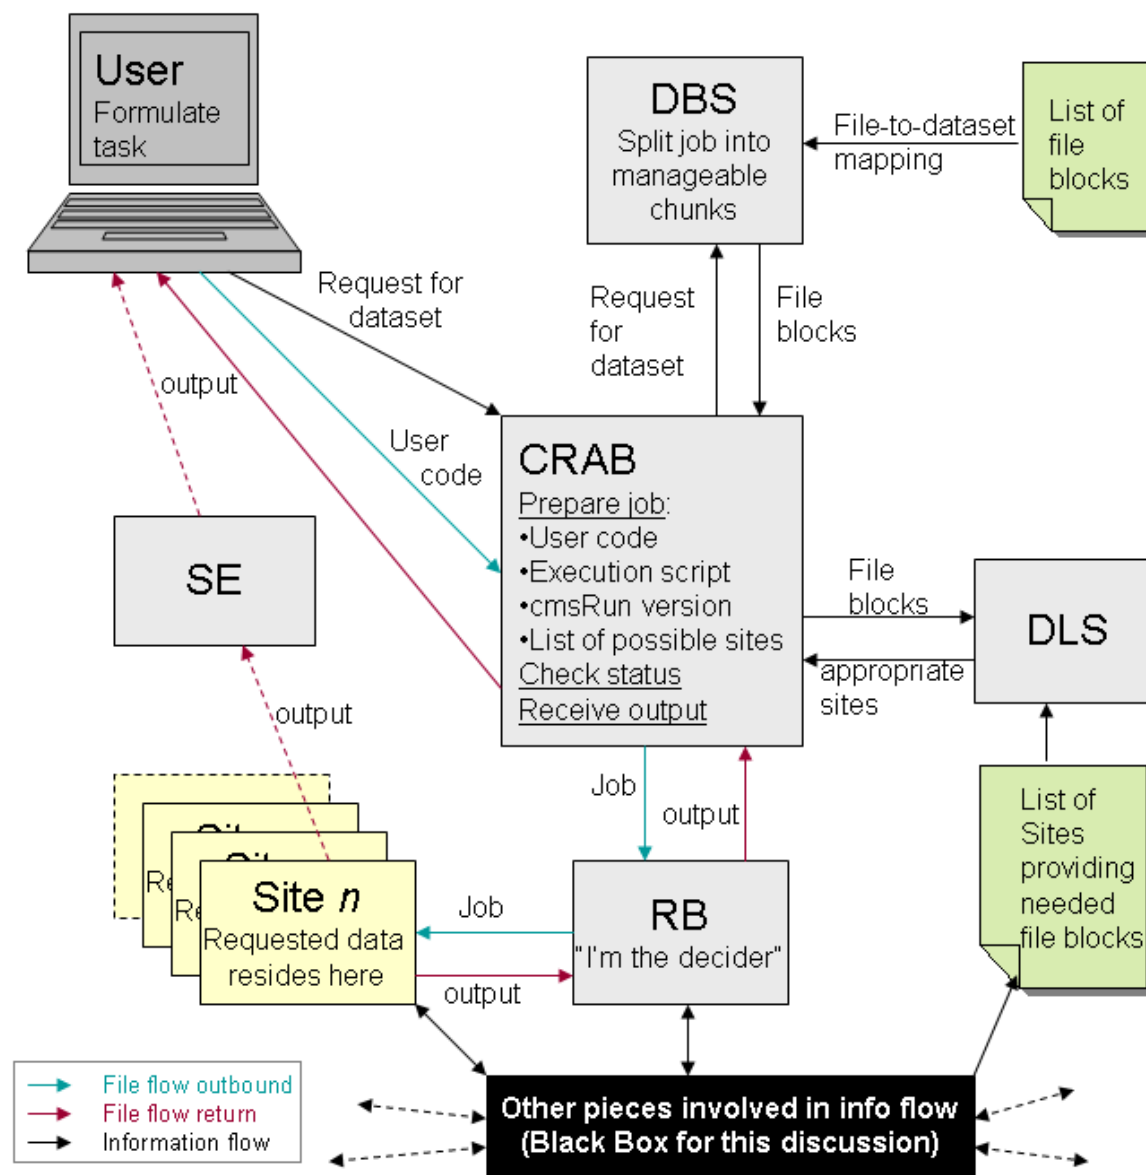 User
Formulate
task
DBS
Split job into
manageable
chunks
File-to-dataset
mapping
List of
file
blocks
Request for
dataset
Request
for
dataset
File
blocks
output
User
code
CRAB
Prepare job:
•User code
•Execution script
•cmsRun version
•List of possible sites
Check status
Receive output
SE
File
blocks
DLS
appropriate
sites
output
Job
output
List of
Sites
providing
needed
file blocks
Site n
Requested data
resides here
Job
output
RB
"I'm the decider"
File flow outbound
File flow return
Information flow
Other pieces involved in info flow
(Black Box for this discussion)